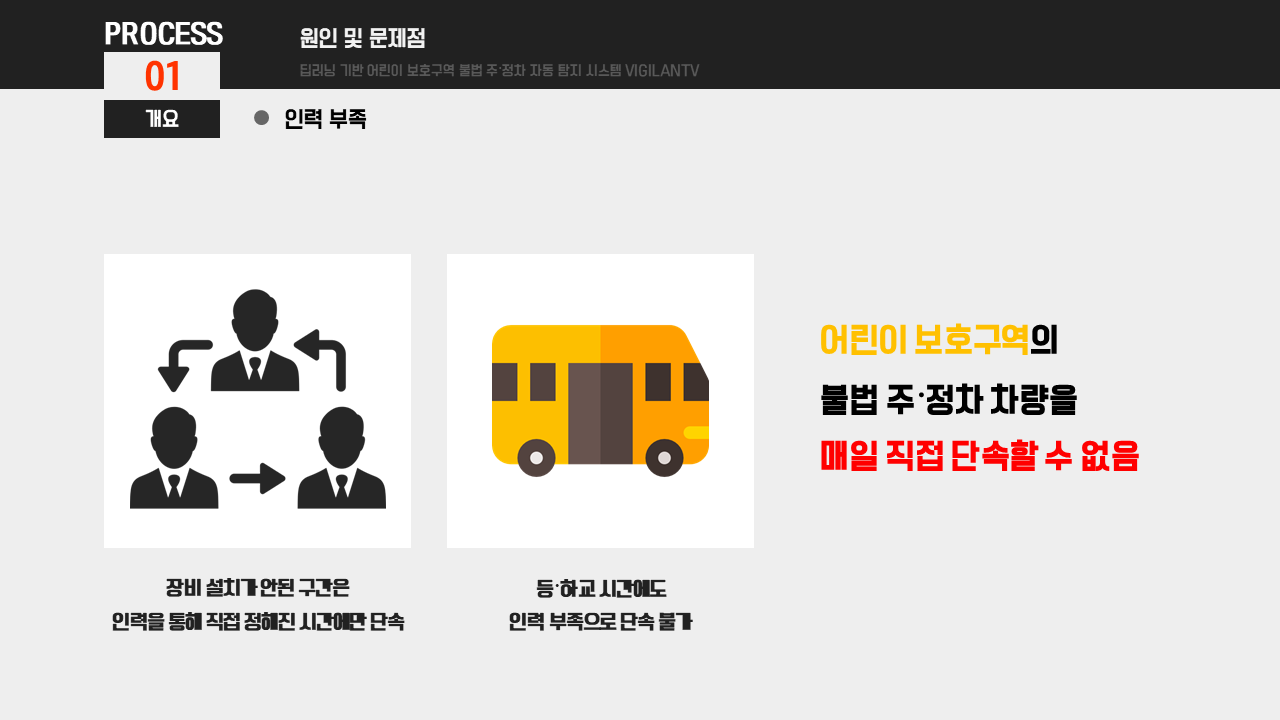 PROCESS
01
개요
원인 및 문제점
딥러닝 기반 어린이 보호구역 불법 주·정차 자동 탐지 시스템 VIGILANTV
인력 부족
어린이 보호구역의
불법 주·정차 차량을
매일 직접 단속할 수 없음
장비 설치가 안된 구간은
인력을 통해 직접 정해진 시간에만 단속
등·하교 시간에도
인력 부족으로 단속 불가